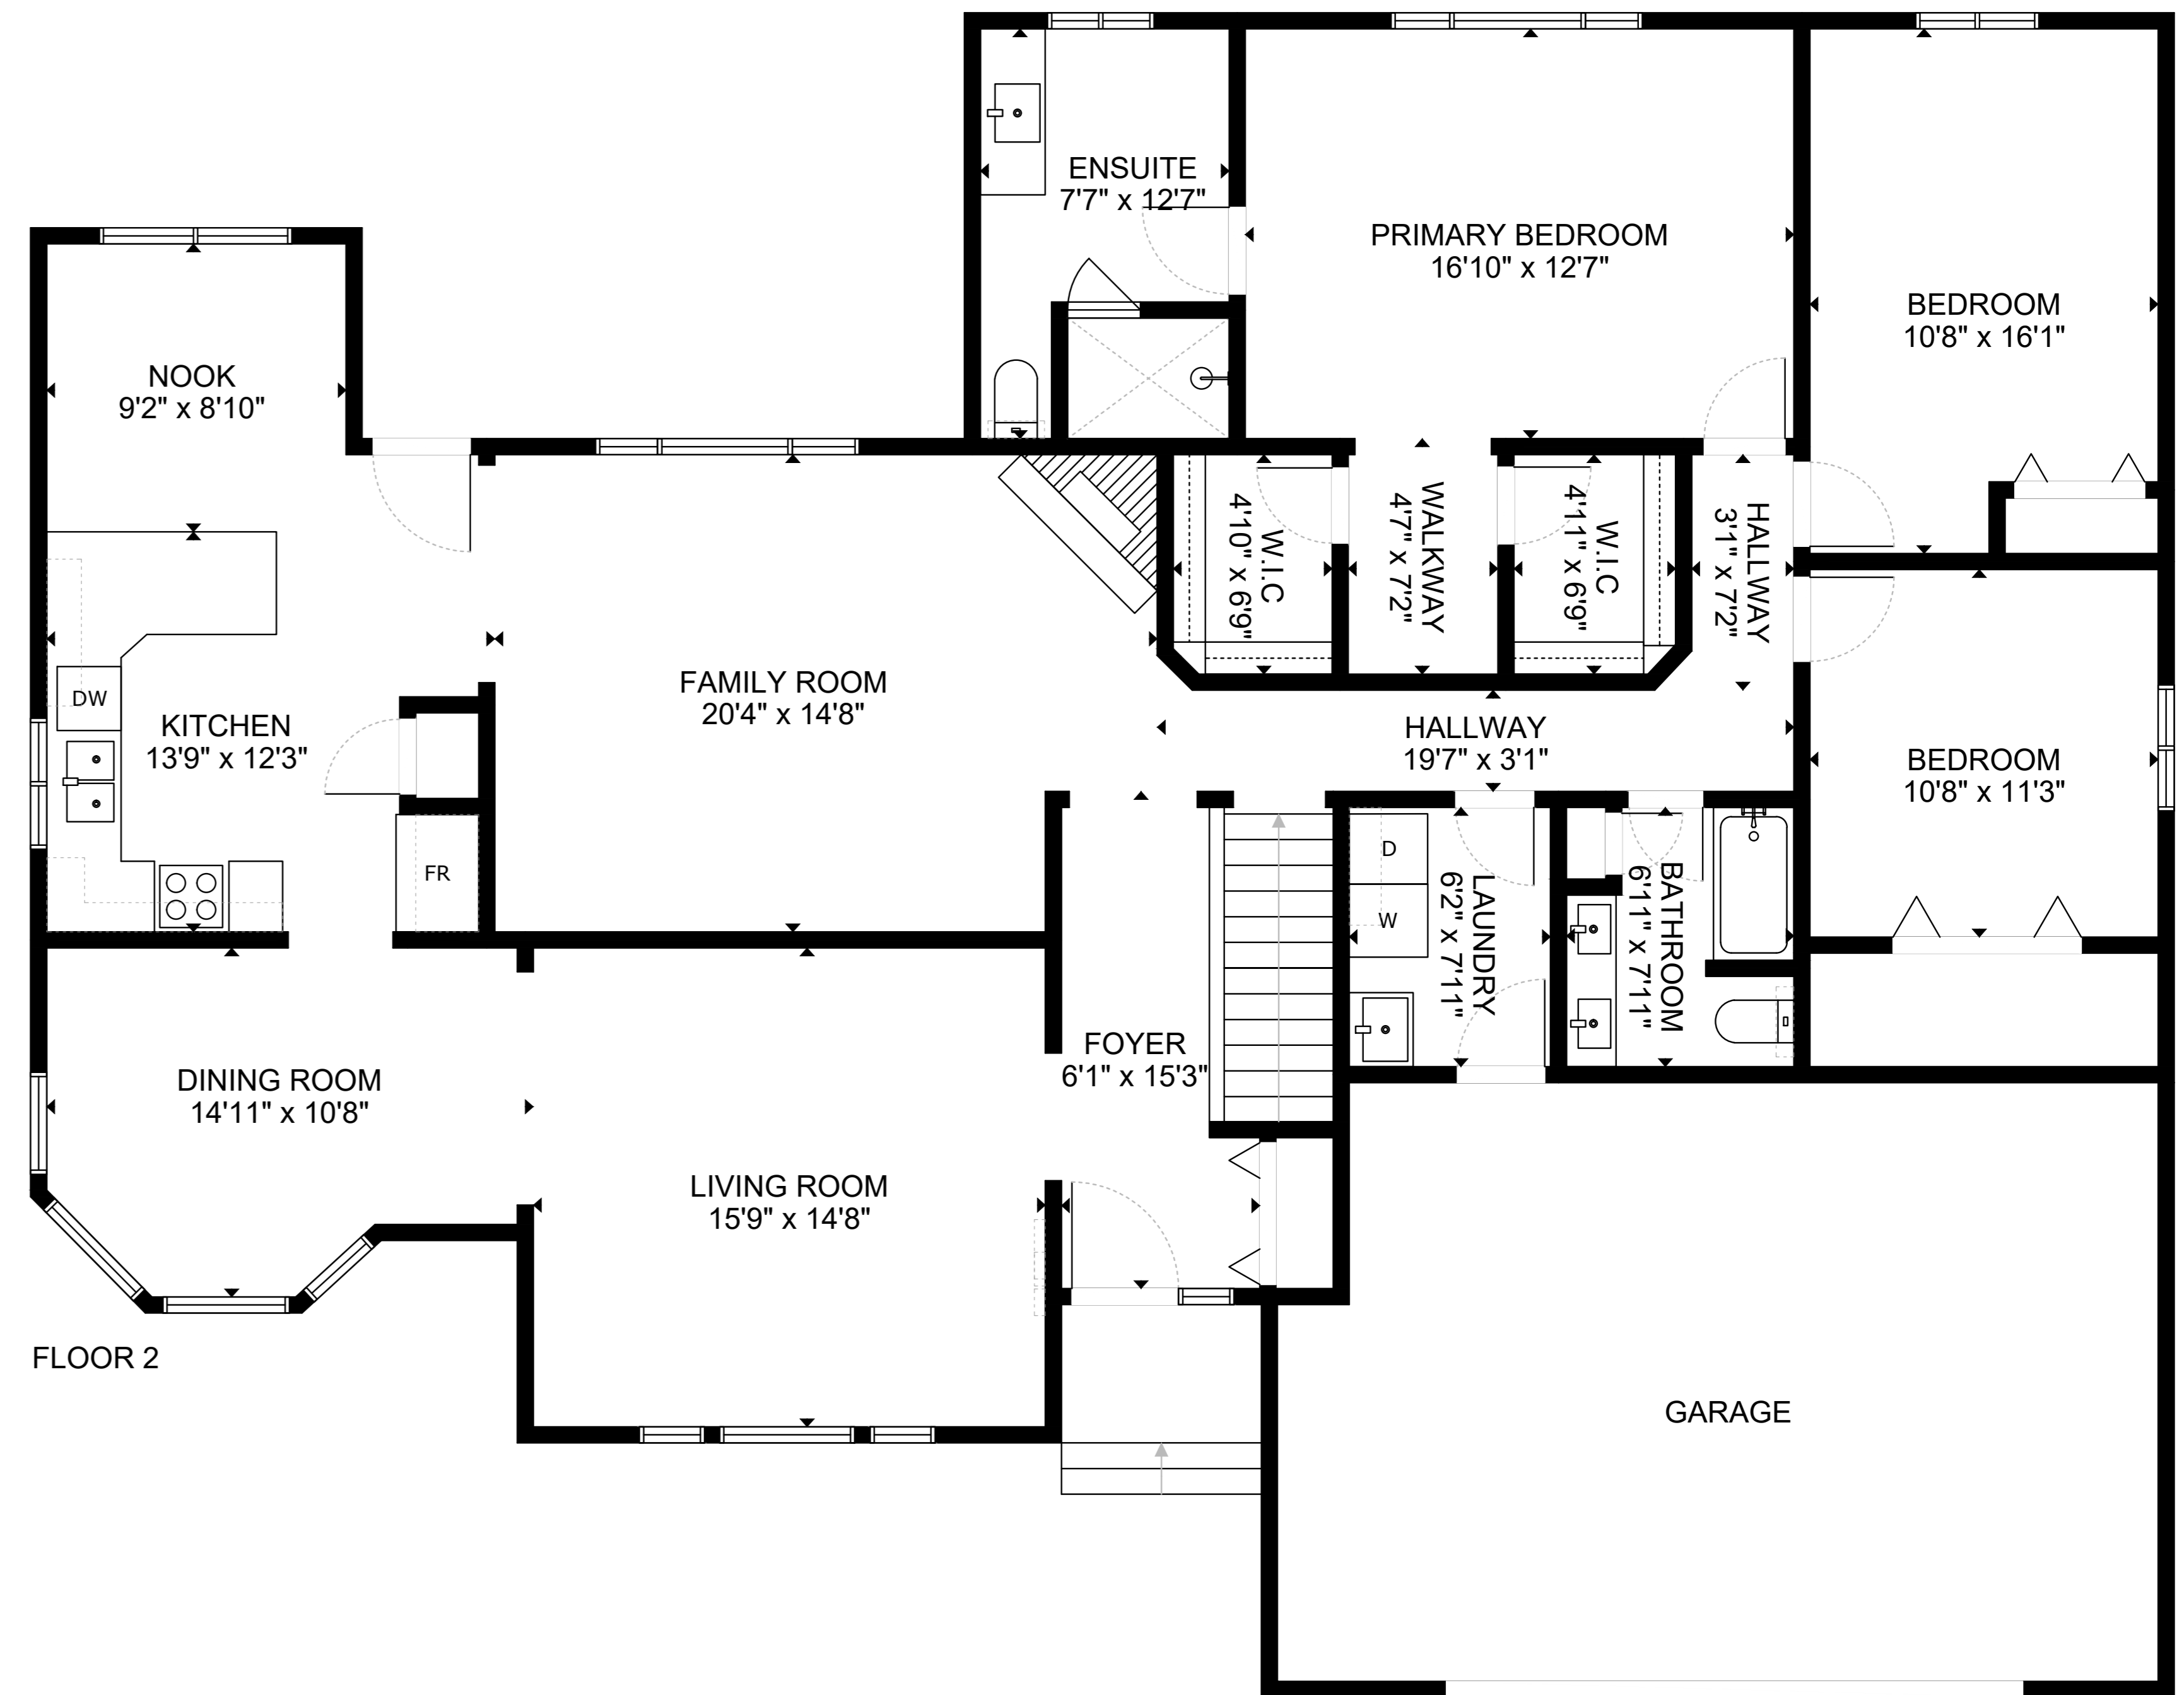 ENSUITE
7'7" x 12'7"
PRIMARY BEDROOM
16'10" x 12'7"
BEDROOM
10'8" x 16'1"
NOOK
9'2" x 8'10"
W.I.C
4'10" x 6'9"
WALKWAY
4'7" x 7'2"
W.I.C
4'11" x 6'9"
HALLWAY
3'1" x 7'2"
FAMILY ROOM
20'4" x 14'8"
DW
KITCHEN
13'9" x 12'3"
HALLWAY
19'7" x 3'1"
BEDROOM
10'8" x 11'3"
FR
D
W
LAUNDRY
6'2" x 7'11"
BATHROOM
6'11" x 7'11"
FOYER
6'1" x 15'3"
DINING ROOM
14'11" x 10'8"
LIVING ROOM
15'9" x 14'8"
FLOOR 2
GARAGE